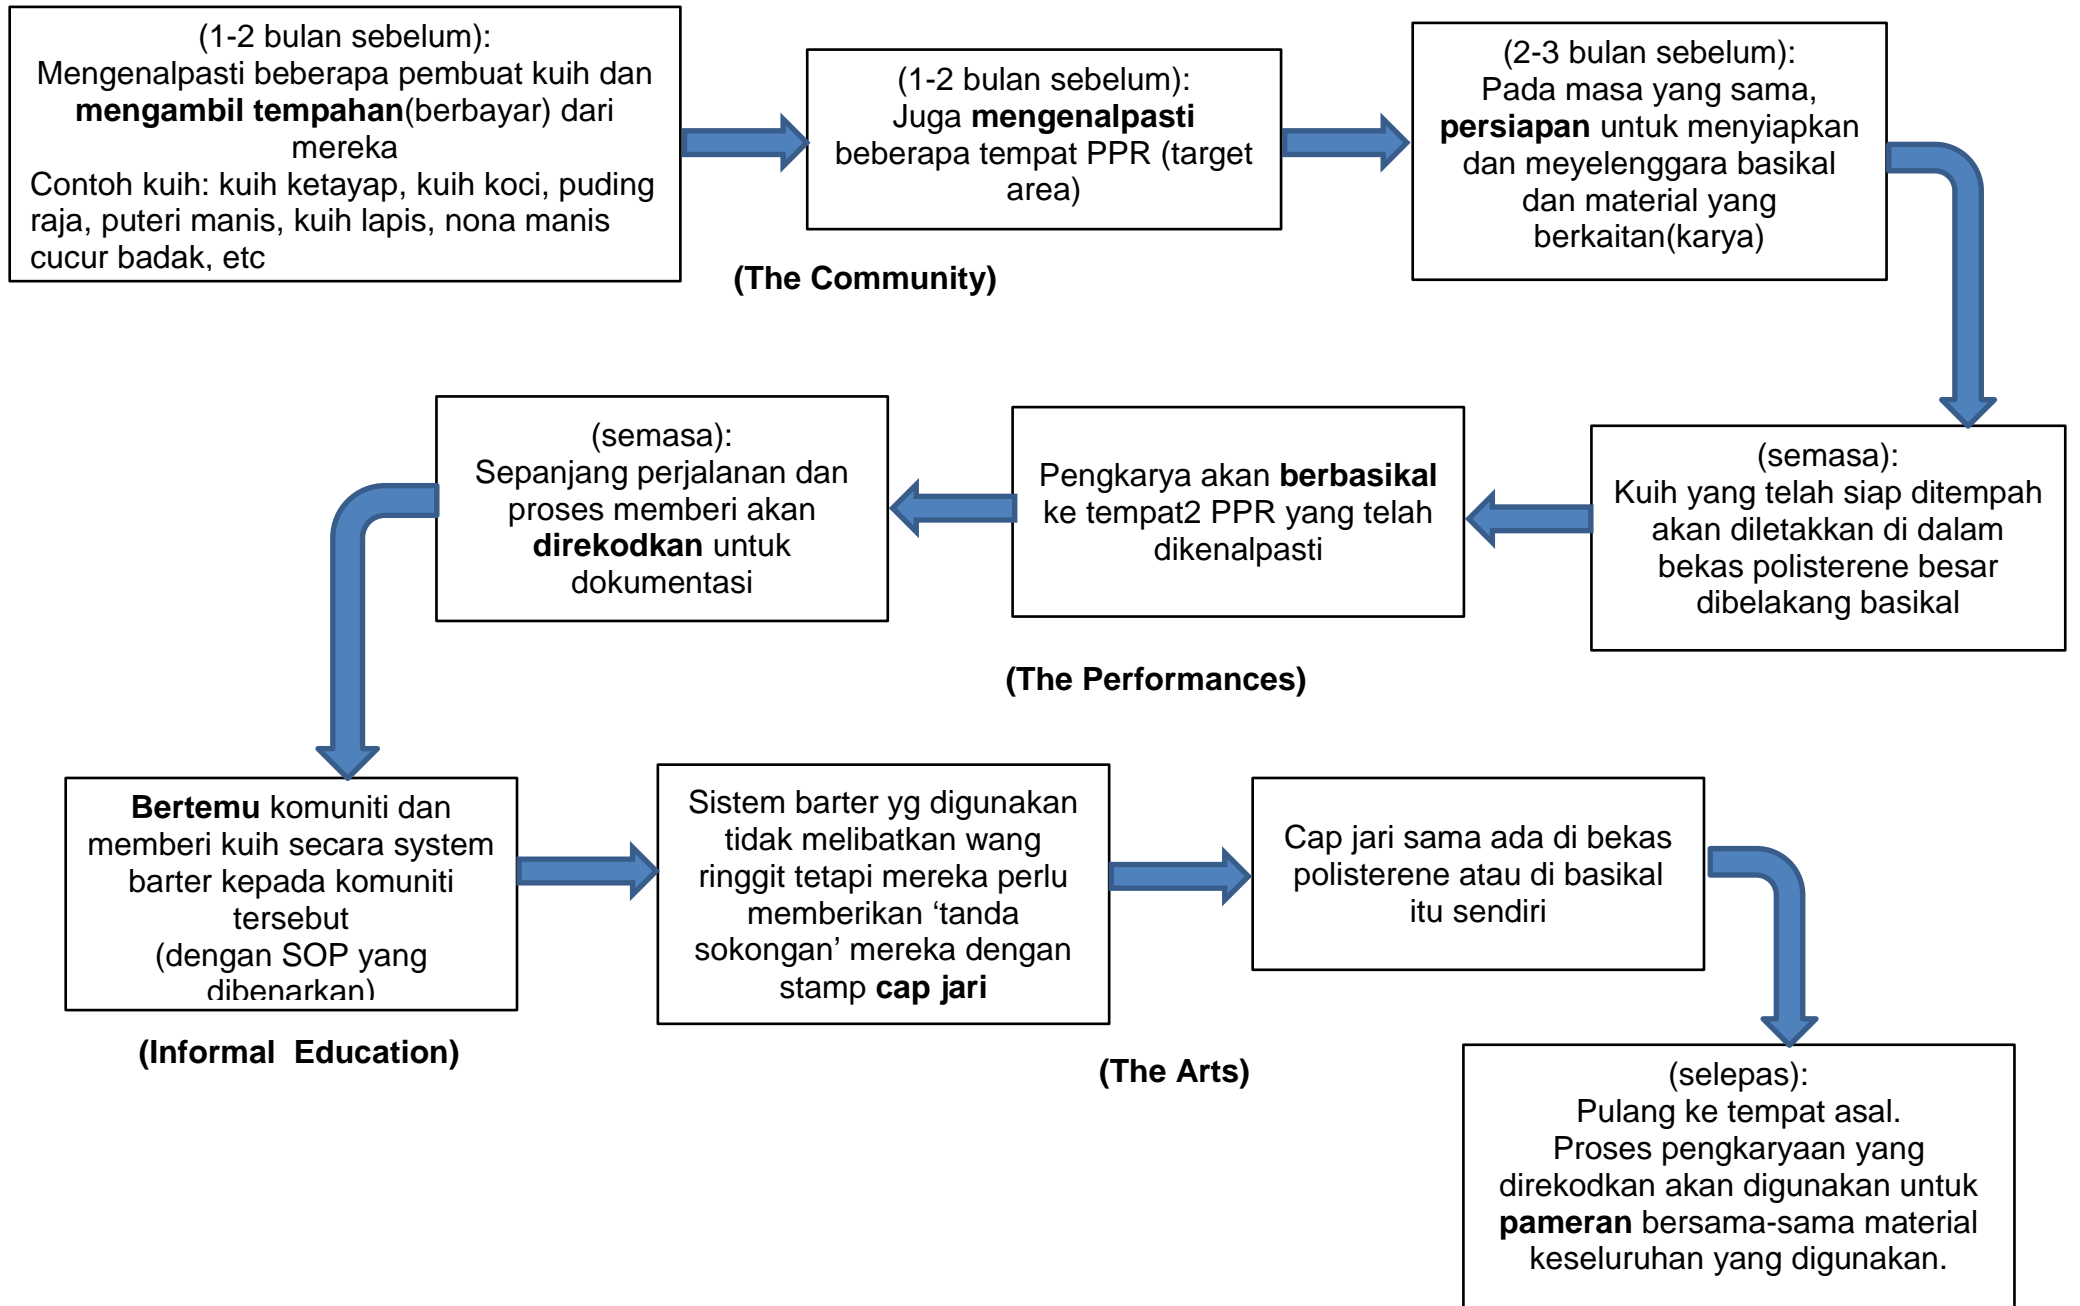 (1-2 bulan sebelum):
Mengenalpasti beberapa pembuat kuih dan
mengambil tempahan(berbayar) dari
mereka
Contoh kuih: kuih ketayap, kuih koci, puding
raja, puteri manis, kuih lapis, nona manis
cucur badak, etc
(1-2 bulan sebelum):
Juga mengenalpasti
beberapa tempat PPR (target
area)
(2-3 bulan sebelum):
Pada masa yang sama,
persiapan untuk menyiapkan
dan meyelenggara basikal
dan material yang
berkaitan(karya)
(The Community)
(semasa):
Kuih yang telah siap ditempah
akan diletakkan di dalam
bekas polisterene besar
dibelakang basikal
Pengkarya akan berbasikal
ke tempat2 PPR yang telah
dikenalpasti
(semasa):
Sepanjang perjalanan dan
proses memberi akan
direkodkan untuk
dokumentasi
(The Performances)
Bertemu komuniti dan
memberi kuih secara system
barter kepada komuniti
tersebut
(dengan SOP yang
dibenarkan)
(Informal  Education)
Sistem barter yg digunakan
tidak melibatkan wang
ringgit tetapi mereka perlu
memberikan ‘tanda
sokongan’ mereka dengan
stamp cap jari
Cap jari sama ada di bekas
polisterene atau di basikal
itu sendiri
(The Arts)
(selepas):
Pulang ke tempat asal.
Proses pengkaryaan yang
direkodkan akan digunakan untuk
pameran bersama-sama material
keseluruhan yang digunakan.